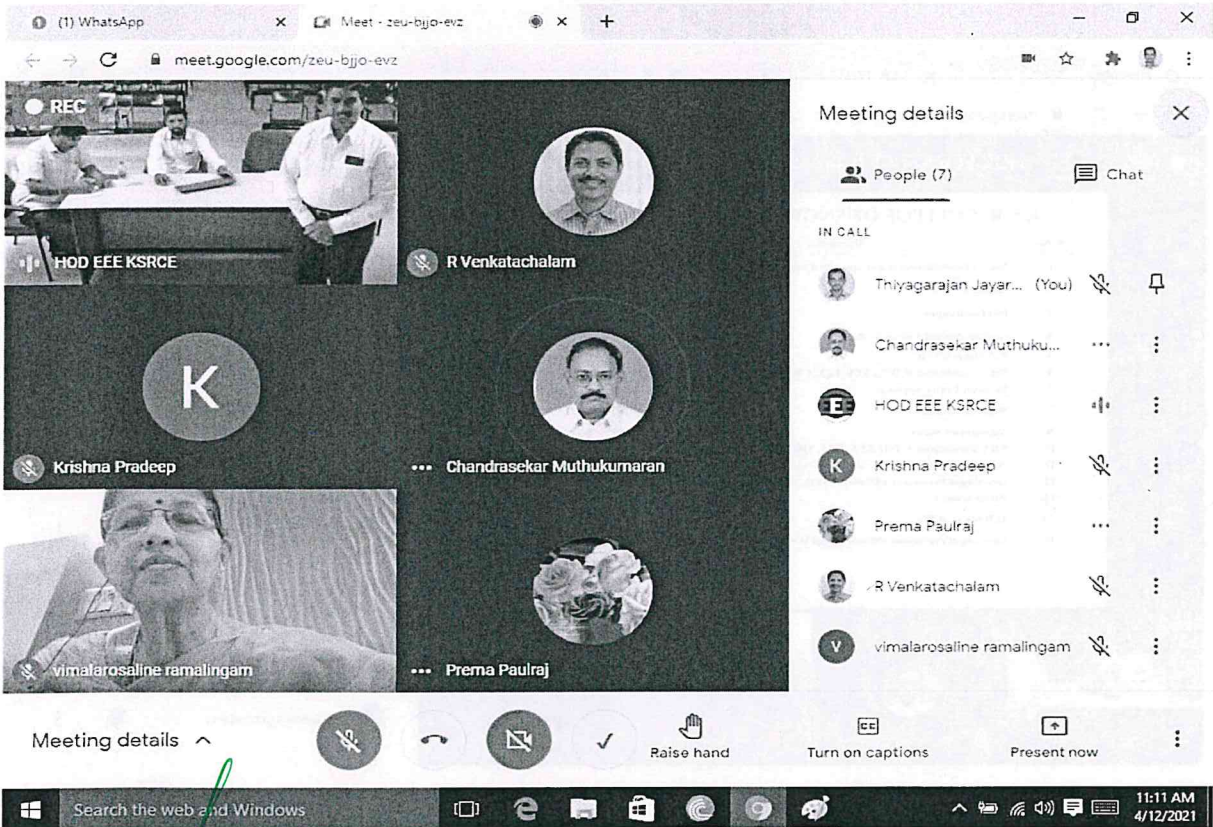 (1) WhatsApp
Meet - zeu-bjjo-evz
meet.google.com/zeu-bjjo-evz
REC
HOD EEE KSRCE
R Venkatachalam
Krishna Pradeep
Chandrasekar Muthukumaran
vimalarosaline ramalingam
Prema Paulraj
Meeting details
People (7)
Chat
IN CALL
Thiyagarajan Jayar... (You)
Chandrasekar Muthuku...
EEE
HOD EEE KSRCE
K
Krishna Pradeep
Prema Paulraj
R Venkatachalam
V
vimalarosaline ramalingam
K
Meeting details
Raise hand
CC
Turn on captions
Present now
Search the web and Windows
11:11 AM
4/12/2021